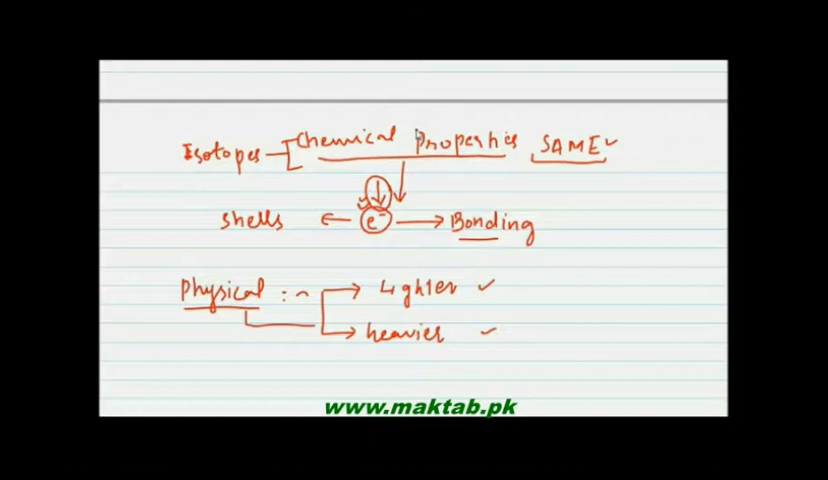 Isotopes Chemical Properties SAME
shells e⁻ Bonding
Physical :- Lighter
heavier
www.maktab.pk